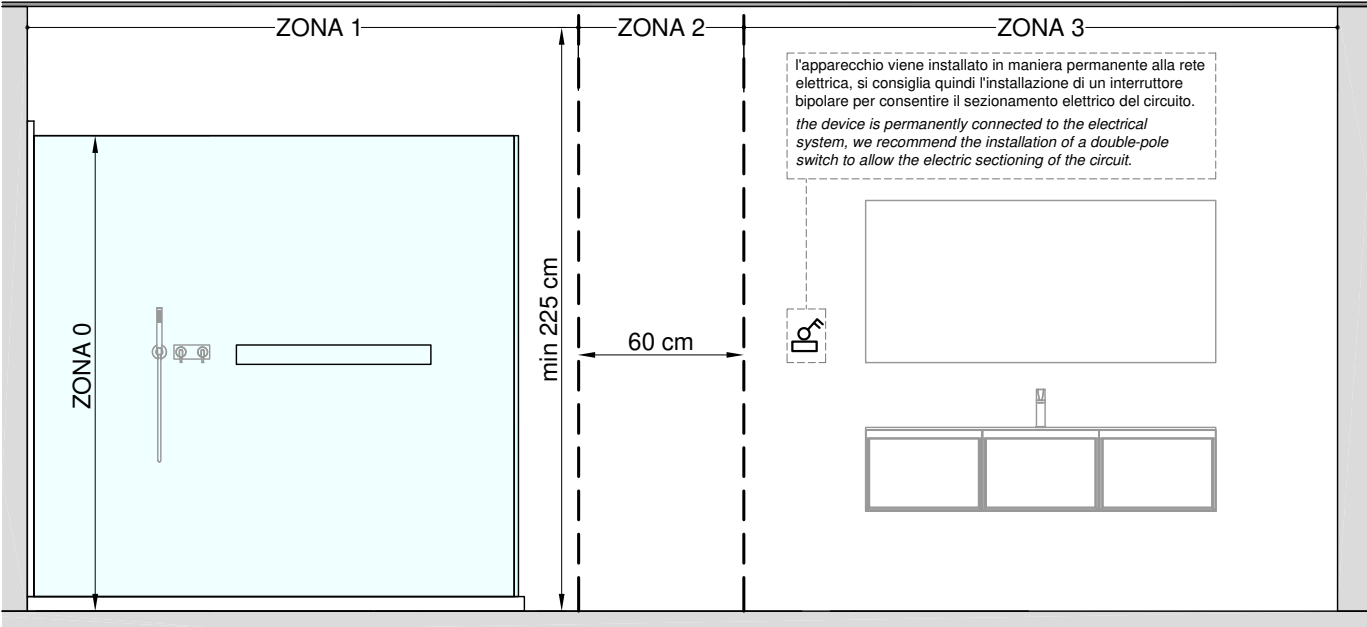 ZONA 1
ZONA 2
ZONA 3
l'apparecchio viene installato in maniera permanente alla rete
elettrica, si consiglia quindi l'installazione di un interruttore
bipolare per consentire il sezionamento elettrico del circuito.
the device is permanently connected to the electrical
system, we recommend the installation of a double-pole
switch to allow the electric sectioning of the circuit.
ZONA 0
min 225 cm
60 cm